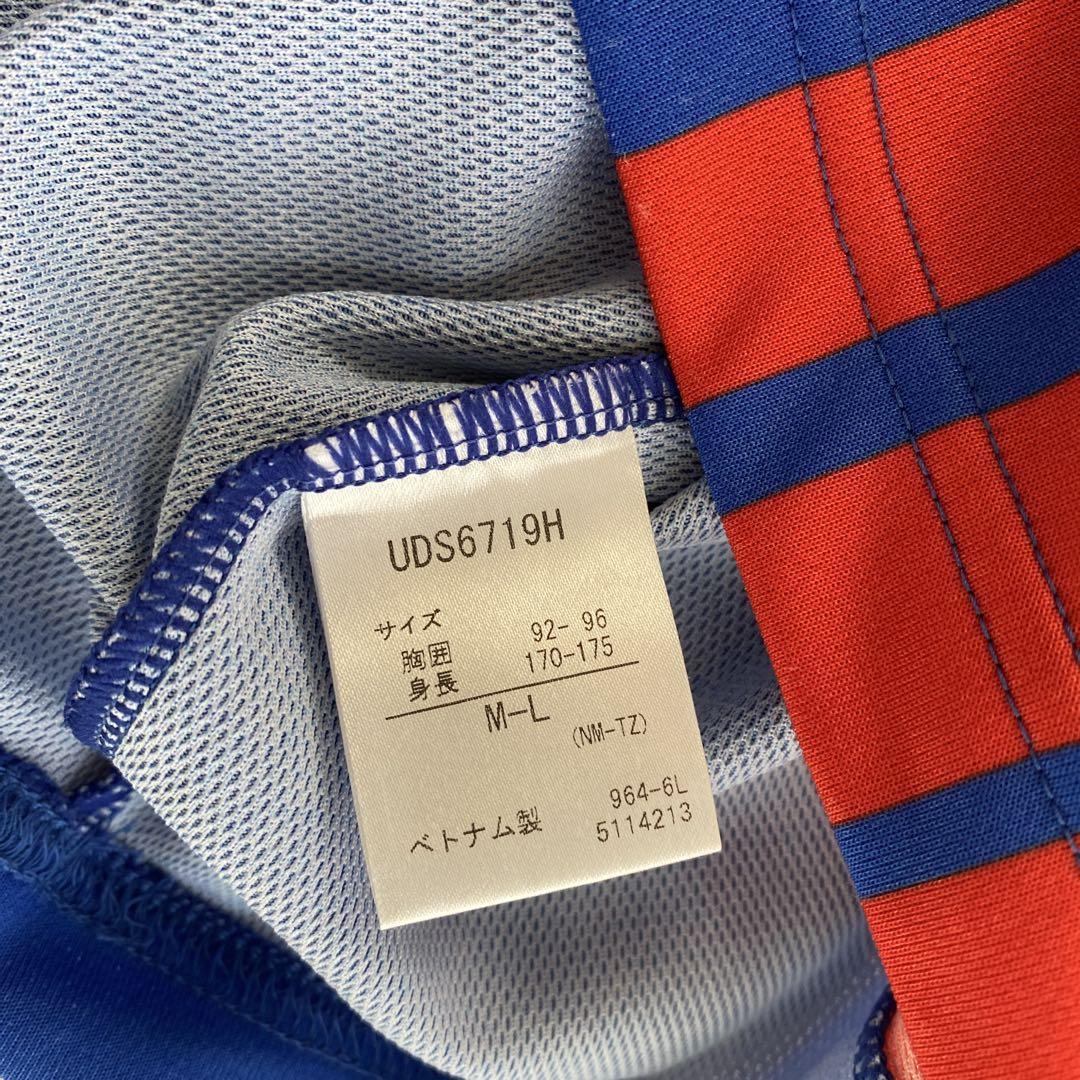 UDS6719H
サイズ
胸囲 92- 96
身長 170-175
M-L
(NM-TZ)
964-6L
ベトナム製 5114213